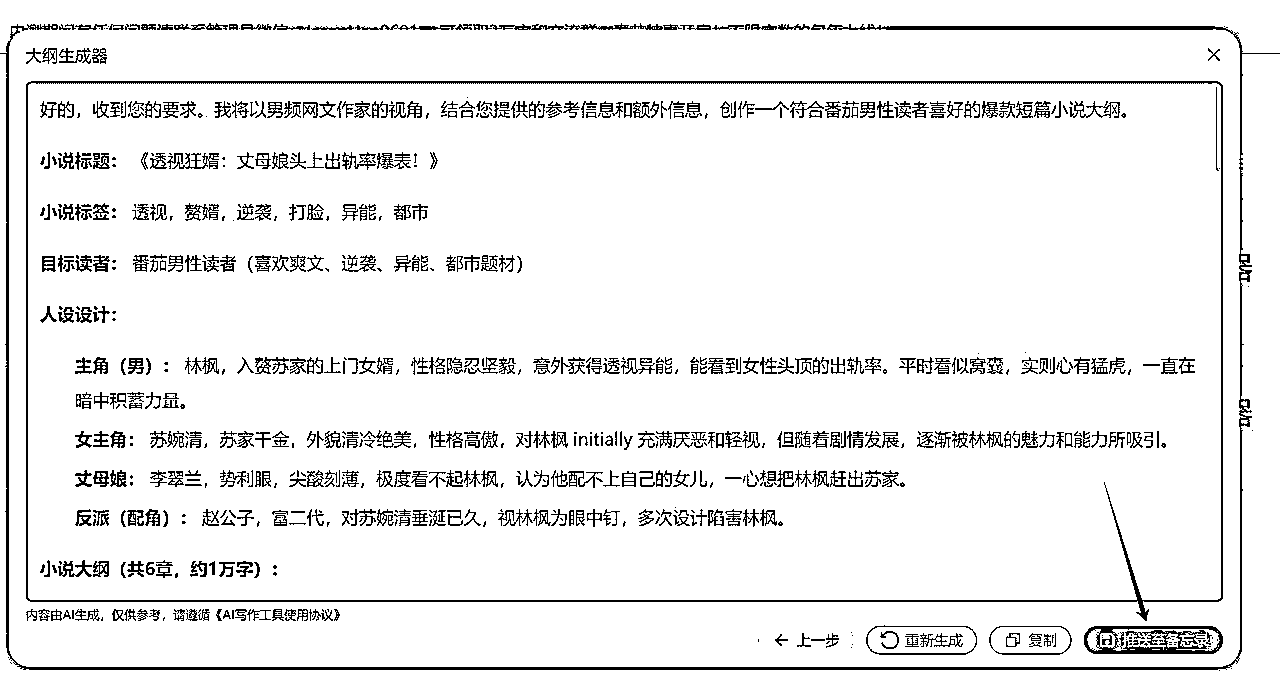 大纲生成器
好的，收到您的要求。我将以男频网文作家的视角，结合您提供的参考信息和额外信息，创作一个符合番茄男性读者喜好的爆款短篇小说大纲。
小说标题：《透视狂婿：丈母娘头上出轨率爆表！》
小说标签：透视，赘婿，逆袭，打脸，异能，都市
目标读者：番茄男性读者（喜欢爽文、逆袭、异能、都市题材）
人设设计：
主角（男）：林枫，入赘苏家的上门女婿，性格隐忍坚毅，意外获得透视异能，能看到女性头顶的出轨率。平时看似窝囊，实则心有猛虎，一直在
暗中积蓄力量。
女主角：苏婉清，苏家千金，外貌清冷绝美，性格高傲，对林枫 initially 充满厌恶和轻视，但随着剧情发展，逐渐被林枫的魅力和能力所吸引。
丈母娘：李翠兰，势利眼，尖酸刻薄，极度看不起林枫，认为他配不上自己的女儿，一心想把林枫赶出苏家。
反派（配角）：赵公子，富二代，对苏婉清垂涎已久，视林枫为眼中钉，多次设计陷害林枫。
小说大纲（共6章，约1万字）：
内容由AI生成，仅供参考，请遵循《AI写作工具使用协议》
上一步 重新生成 复制 推送至备忘录